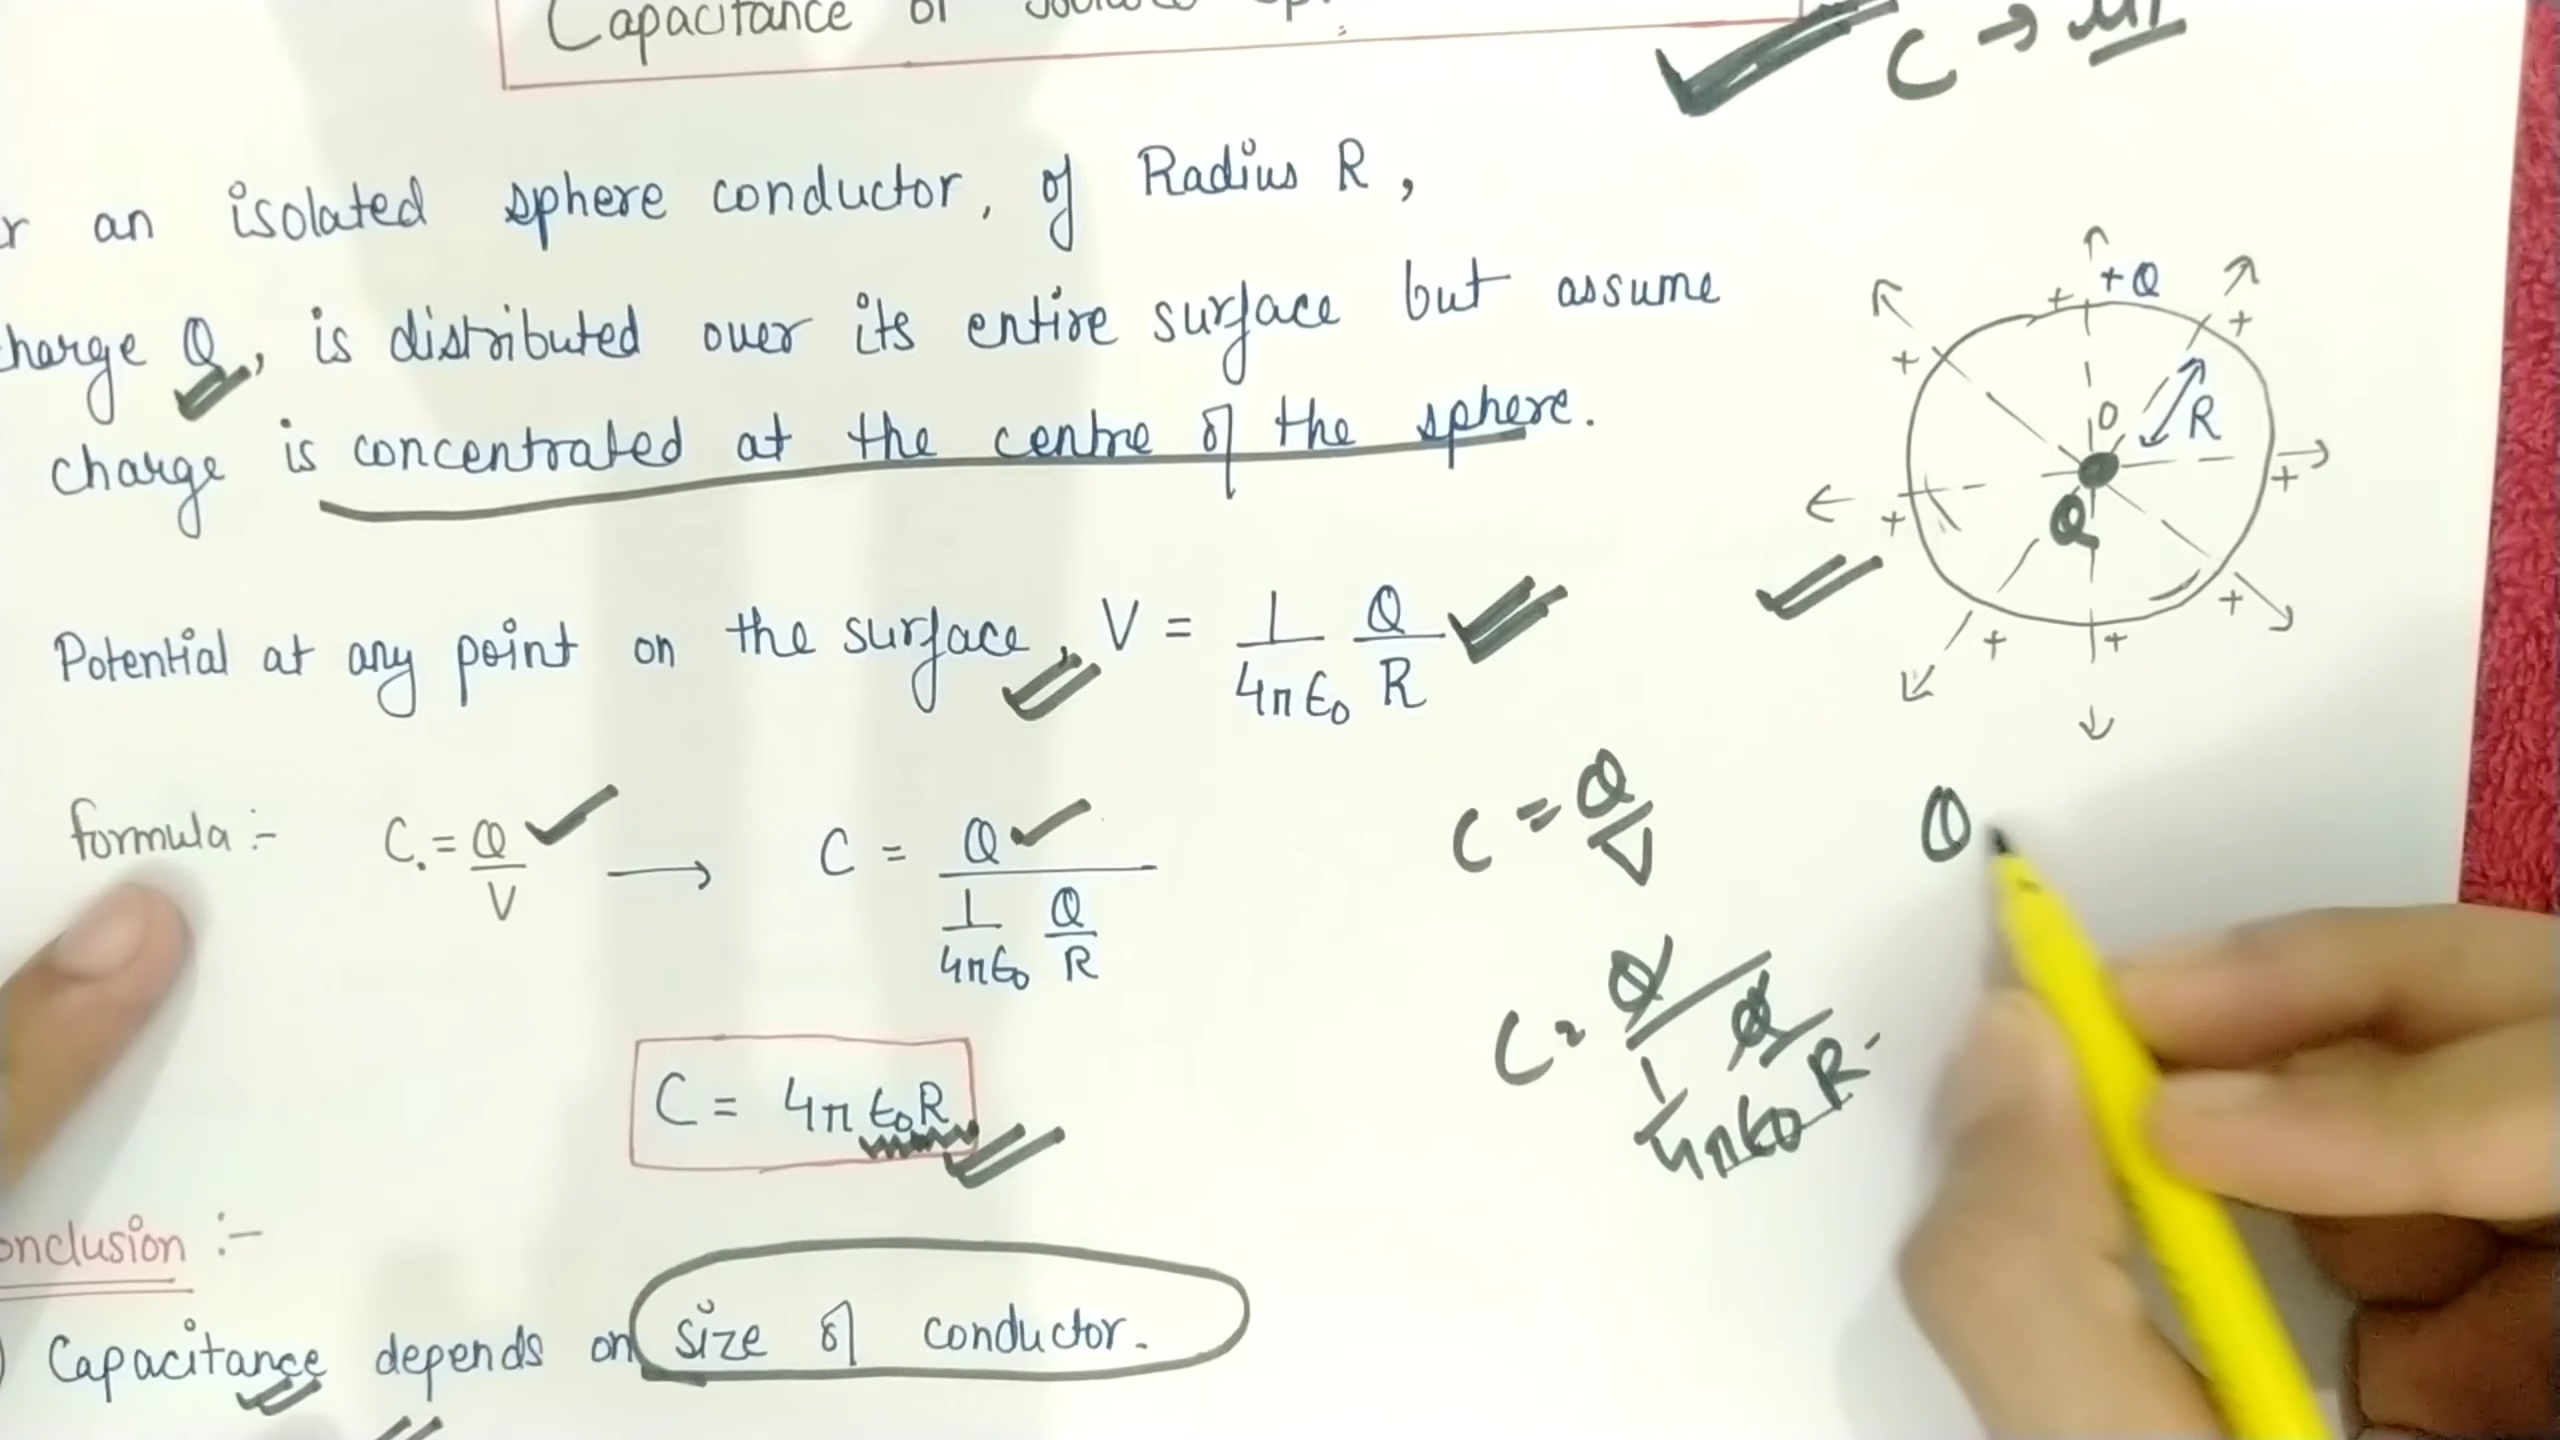 Capacitance of
C →
an isolated sphere conductor, of Radius R,
charge Q, is distributed over its entire surface but assume
charge is concentrated at the centre of the sphere.
+ + Q + + + + + + +
O R
Q
Potential at any point on the surface, V = 1/4πϵ₀ Q/R
formula :- C = Q/V → C = Q / (1/4πϵ₀ Q/R)
C = Q/V
Q
C = Q / (1/4πϵ₀ Q/R)
C = 4πϵ₀R
onclusion :-
) Capacitance depends on size of conductor.